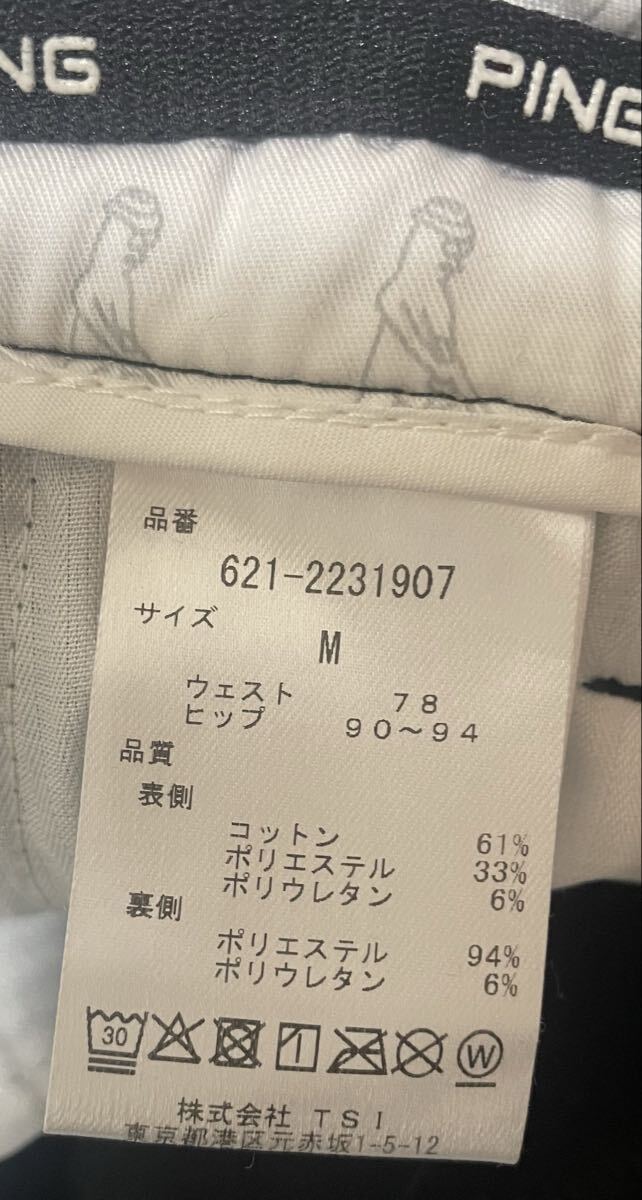 NG
PING
品番
621-2231907
サイズ
M
ウェスト 78
ヒップ 90〜94
品質
表側
コットン 61%
ポリエステル 33%
ポリウレタン 6%
裏側
ポリエステル 94%
ポリウレタン 6%
30
W
株式会社 TSI
東京都港区元赤坂1-5-12